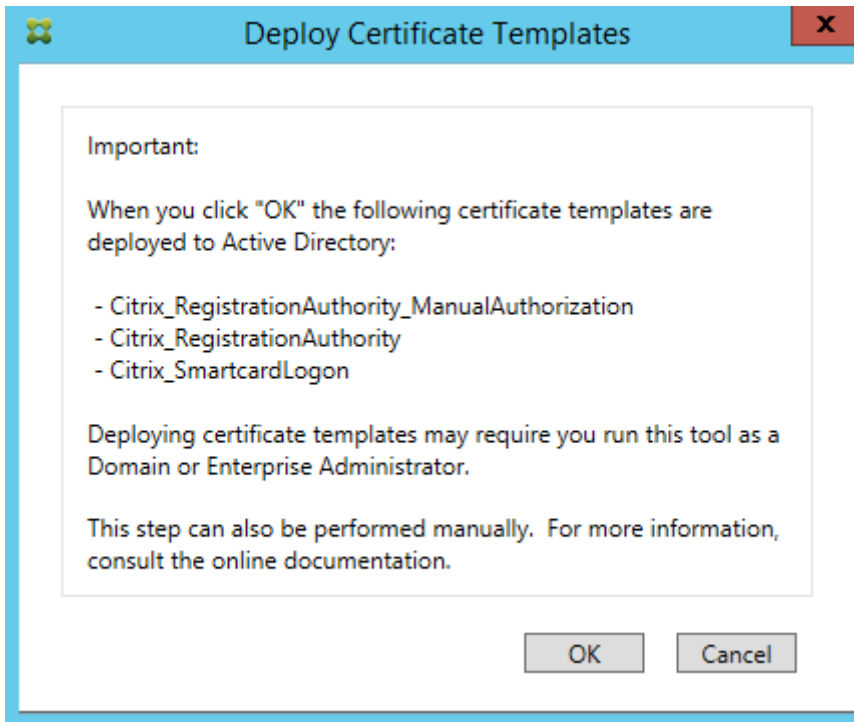 Deploy Certificate Templates
x
Important:
When you click "OK" the following certificate templates are
deployed to Active Directory:
- Citrix_RegistrationAuthority_ManualAuthorization
- Citrix_RegistrationAuthority
- Citrix_SmartcardLogon
Deploying certificate templates may require you run this tool as a
Domain or Enterprise Administrator.
This step can also be performed manually.  For more information,
consult the online documentation.
OK
Cancel